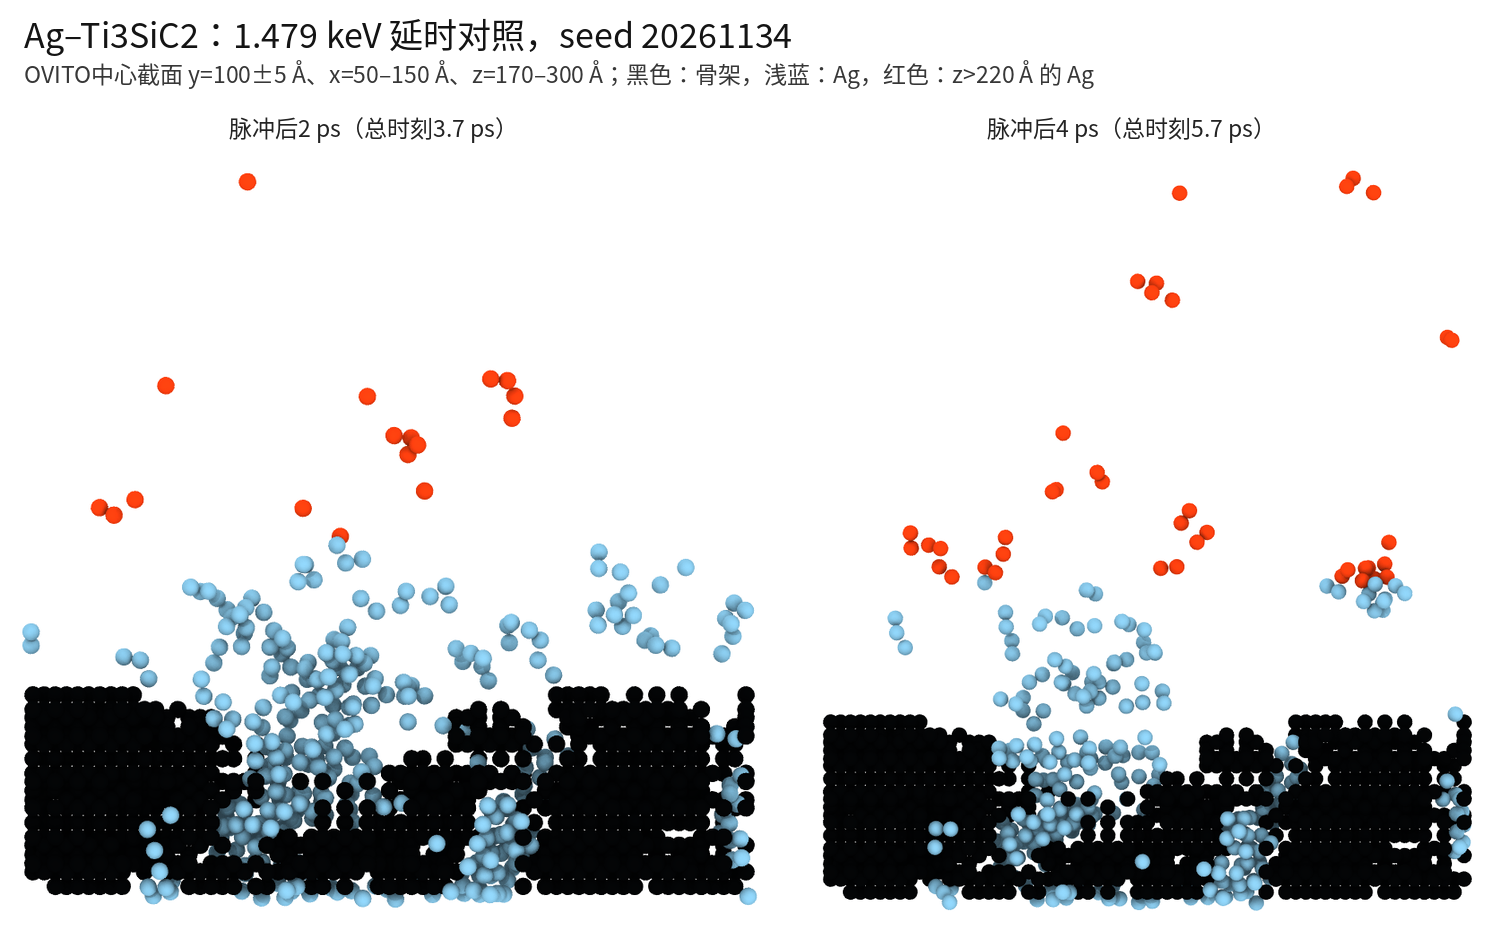 Ag–Ti3SiC2：1.479 keV 延时对照，seed 20261134
OVITO中心截面 y=100±5 Å、x=50–150 Å、z=170–300 Å；黑色：骨架，浅蓝：Ag，红色：z>220 Å 的 Ag
脉冲后2 ps（总时刻3.7 ps）
脉冲后4 ps（总时刻5.7 ps）